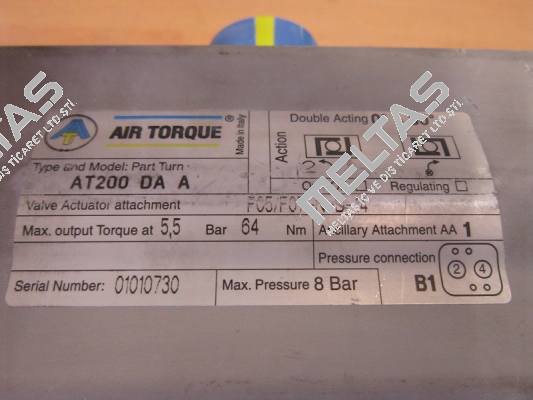 AIR TORQUE ®
Made in Italy
Double Acting
Action
Type and Model: Part Turn
AT200 DA A
Regulating
Valve Actuator attachment
Max. output Torque at 5,5 Bar 64 Nm
Auxiliary Attachment AA 1
Pressure connection
B1 2 4
Serial Number: 01010730
Max. Pressure 8 Bar
MELTAS
MELTAS
MELTAS